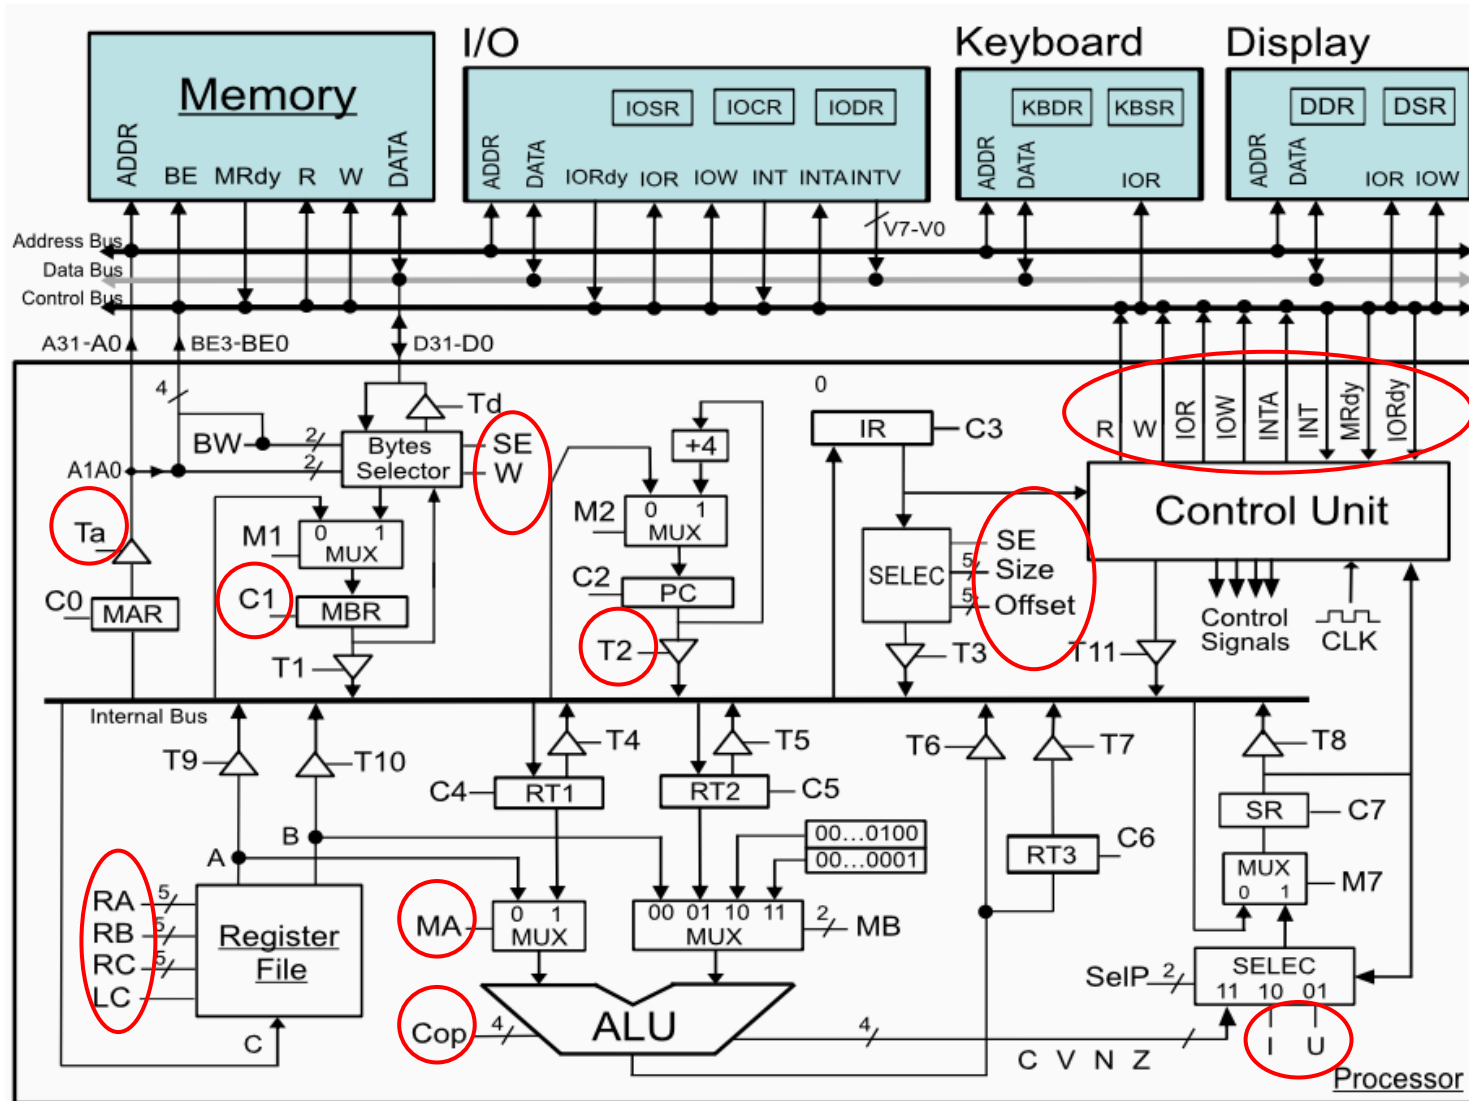 I/O Keyboard Display
Memory
IOSR IOCR IODR KBDR KBSR DDR DSR
ADDR BE MRdy R W DATA
ADDR DATA IORdy IOR IOW INT INTA INTV
ADDR DATA IOR
ADDR DATA IOR IOW
V7-V0
Address Bus
Data Bus
Control Bus
A31-A0 BE3-BE0 D31-D0
0
4 Td
BW 2 Bytes Selector SE
A1A0 2 W
+4
IR C3
R W IOR IOW INTA INT MRdy IORdy
Control Unit
Ta
M1 0 1 MUX
M2 0 1 MUX
SELEC SE
5 Size
5 Offset
C0 MAR
C1 MBR
C2 PC
T1 T2 T3 T11
Control Signals CLK
Internal Bus
T9 T10 T4 T5 T6 T7 T8
C4 RT1 RT2 C5
SR C7
B
A
00...0100
00...0001
RT3 C6
MUX
0 1 M7
RA 5
RB 5
RC 5
LC
Register File
MA 0 1 MUX
00 01 10 11 MUX 2 MB
SelP 2 SELEC
11 10 01
Cop 4 ALU 4
C
C V N Z
I U
Processor